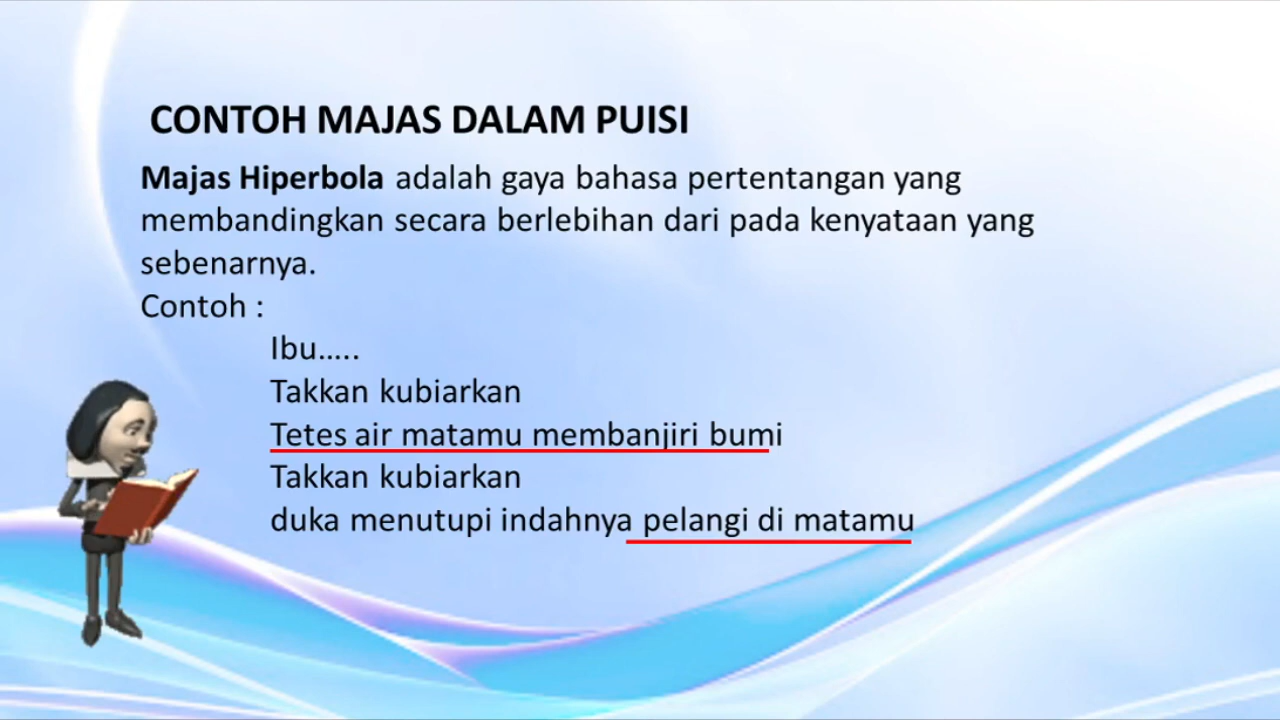 CONTOH MAJAS DALAM PUISI
Majas Hiperbola adalah gaya bahasa pertentangan yang
membandingkan secara berlebihan dari pada kenyataan yang
sebenarnya.
Contoh :
Ibu.....
Takkan kubiarkan
Tetes air matamu membanjiri bumi
Takkan kubiarkan
duka menutupi indahnya pelangi di matamu